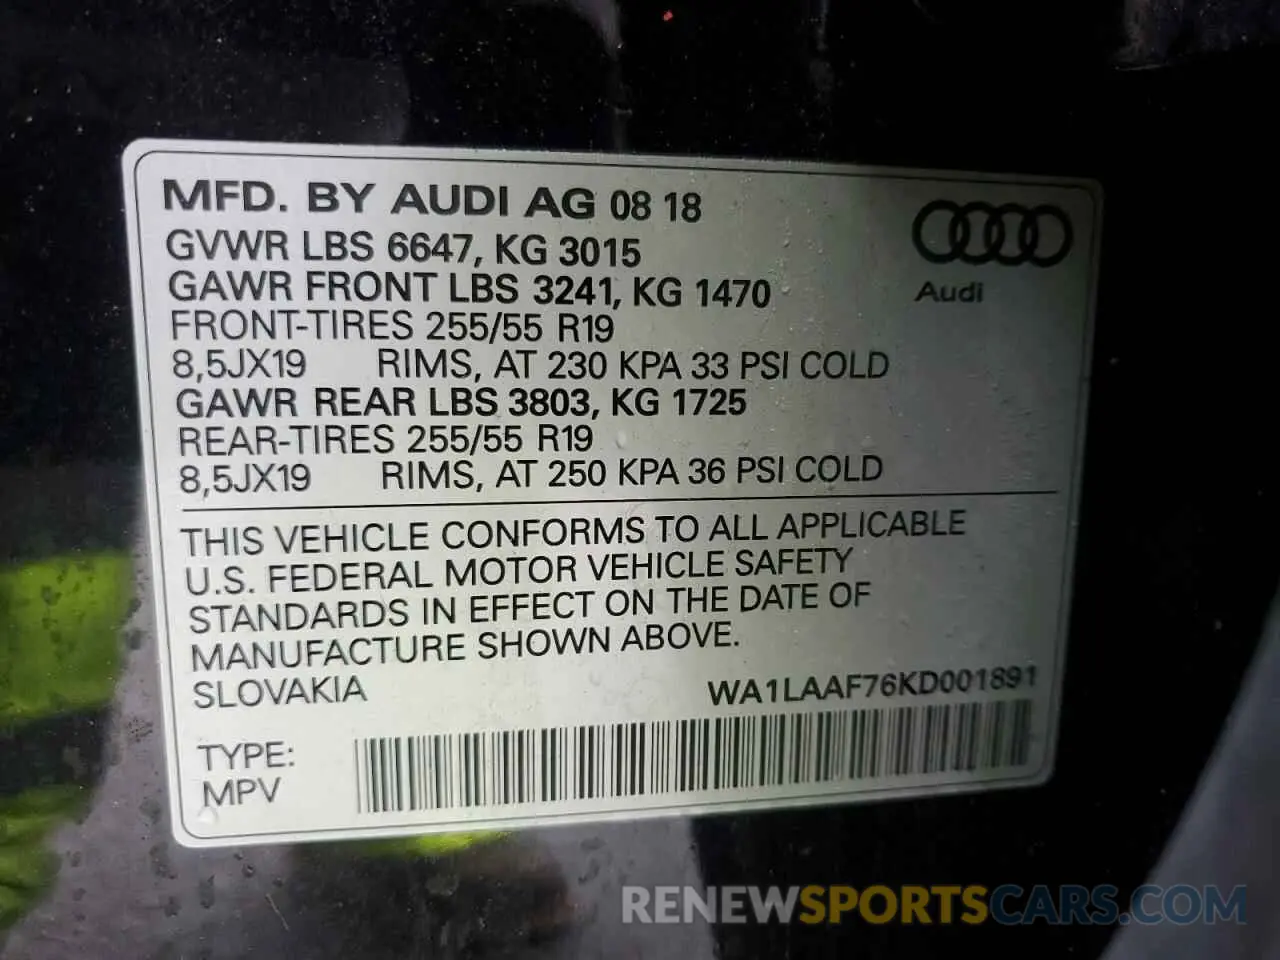 MFD. BY AUDI AG 08 18
GVWR LBS 6647, KG 3015
GAWR FRONT LBS 3241, KG 1470
FRONT-TIRES 255/55 R19
8,5JX19 RIMS, AT 230 KPA 33 PSI COLD
GAWR REAR LBS 3803, KG 1725
REAR-TIRES 255/55 R19
8,5JX19 RIMS, AT 250 KPA 36 PSI COLD
Audi
THIS VEHICLE CONFORMS TO ALL APPLICABLE
U.S. FEDERAL MOTOR VEHICLE SAFETY
STANDARDS IN EFFECT ON THE DATE OF
MANUFACTURE SHOWN ABOVE.
SLOVAKIA WA1LAAF76KD001891
TYPE:
MPV
RENEWSPORTSCARS.COM